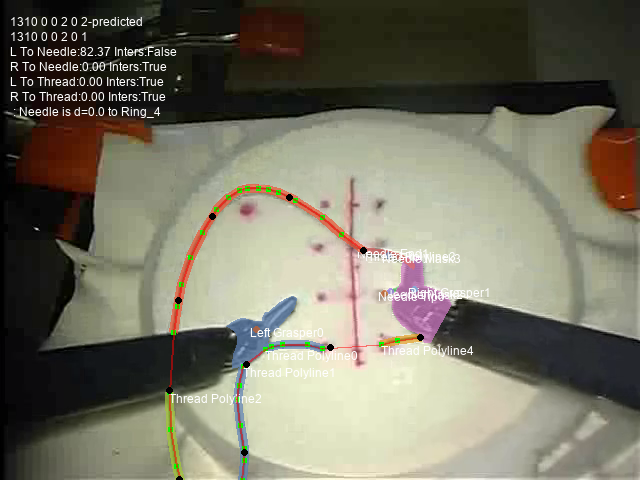 1310 0 0 2 0 2-predicted
1310 0 0 2 0 1
L To Needle:82.37 Inters:False
R To Needle:0.00 Inters:True
L To Thread:0.00 Inters:True
R To Thread:0.00 Inters:True
: Needle is d=0.0 to Ring_4
Right Grasper1
Left Grasper0
Thread Polyline4
Thread Polyline0
Thread Polyline1
Thread Polyline2